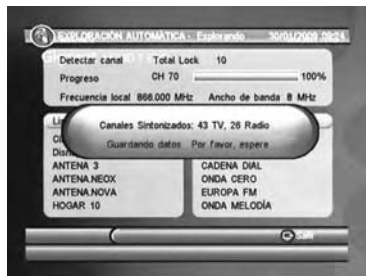 EXPLORACIÓN AUTOMÁTICA - Explorando 30/01/2009 09:24
Detectar canal Total Lock 10
Progreso CH 70 100%
Frecuencia local 866.000 MHz Ancho de banda 8 MHz
Canales Sintonizados: 43 TV, 26 Radio
Guardando datos Por favor, espere
ANTENA 3
ANTENA.NEOX
ANTENA.NOVA
HOGAR 10
CADENA DIAL
ONDA CERO
EUROPA FM
ONDA MELODÍA
Salir